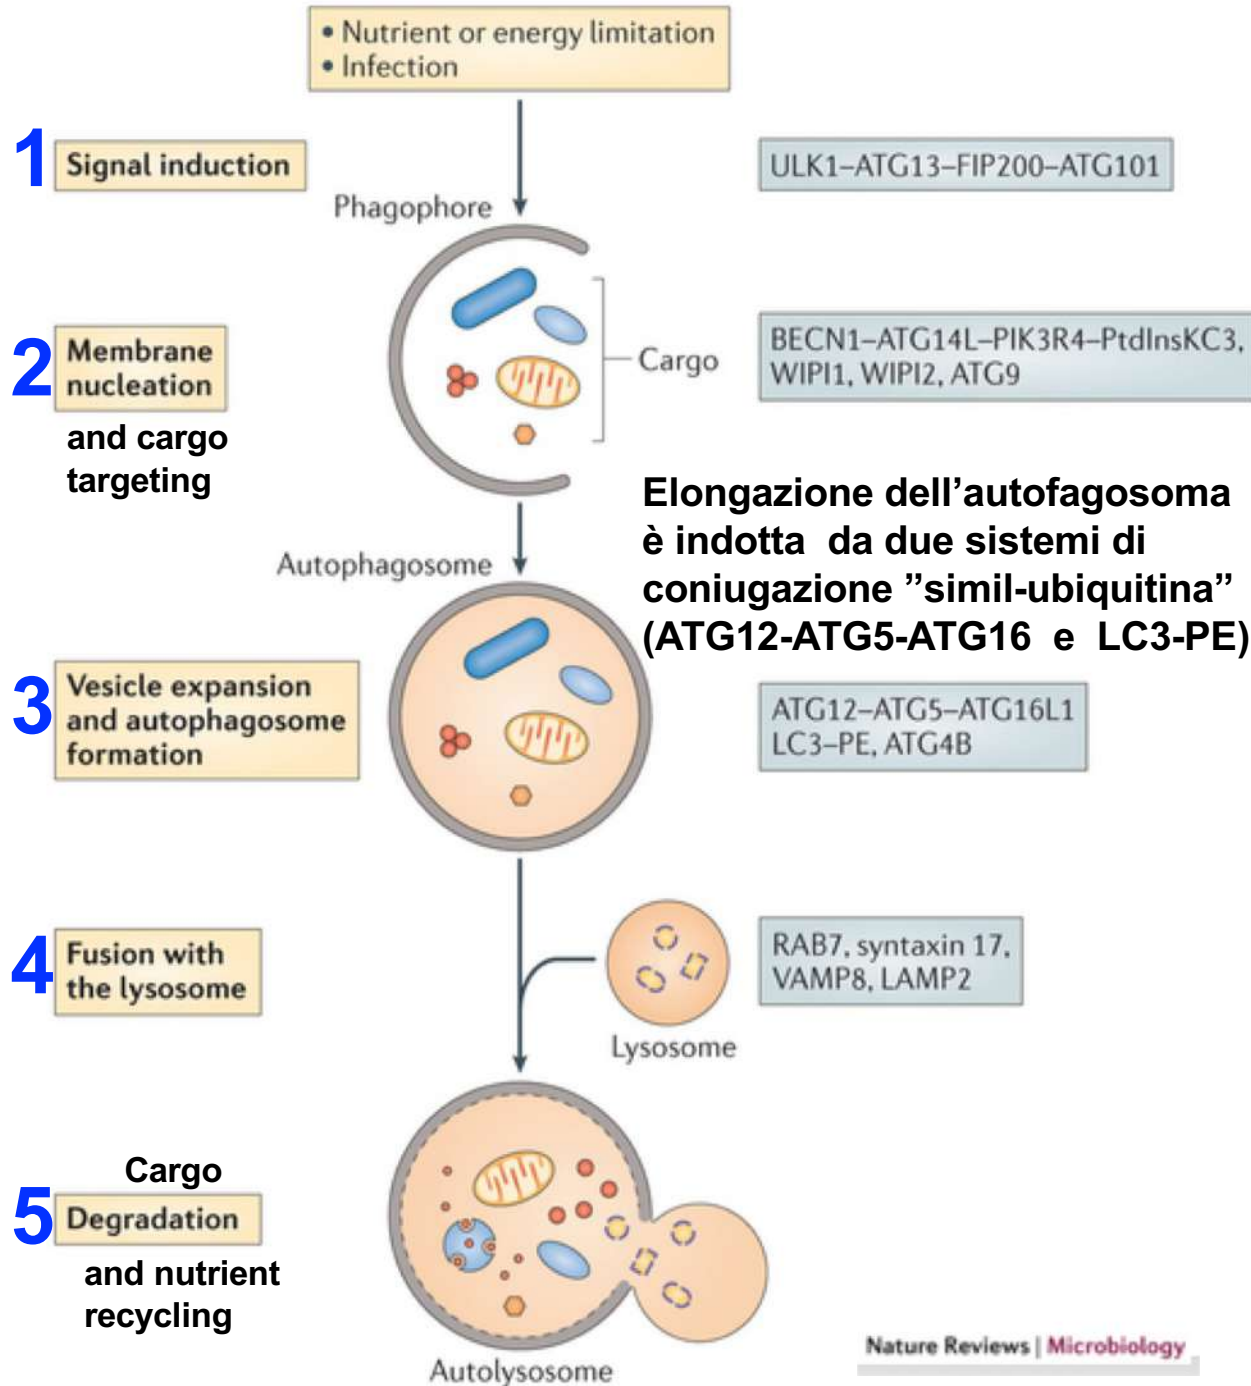 • Nutrient or energy limitation
• Infection
1
Signal induction
ULK1–ATG13–FIP200–ATG101
Phagophore
2
Membrane
nucleation
and cargo
targeting
Cargo
BECN1–ATG14L–PIK3R4–PtdInsKC3,
WIPI1, WIPI2, ATG9
Elongazione dell’autofagosoma
è indotta da due sistemi di
coniugazione ”simil-ubiquitina”
(ATG12-ATG5-ATG16 e LC3-PE)
Autophagosome
3
Vesicle expansion
and autophagosome
formation
ATG12–ATG5–ATG16L1
LC3–PE, ATG4B
4
Fusion with
the lysosome
RAB7, syntaxin 17,
VAMP8, LAMP2
Lysosome
Cargo
5
Degradation
and nutrient
recycling
Autolysosome
Nature Reviews | Microbiology